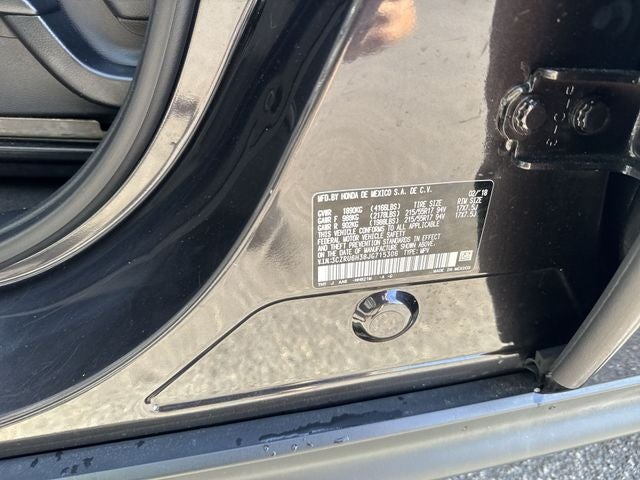 MFD.BY HONDA DE MEXICO S.A. DE C.V. 02/'18
GVWR 1890KG (4166LBS) TIRE SIZE RIM SIZE
GAWR F 988KG (2178LBS) 215/55R17 94V 17X7.5J
GAWR R 902KG (1989LBS) 215/55R17 94V 17X7.5J
THIS VEHICLE CONFORMS TO ALL APPLICABLE
FEDERAL MOTOR VEHICLE SAFETY AND
THEFT PREVENTION STANDARDS IN EFFECT
ON THE DATE OF MANUFACTURE SHOWN ABOVE.
V.I.N: 3CZRU6H38JG715308 TYPE: MPV
MADE IN MEXICO